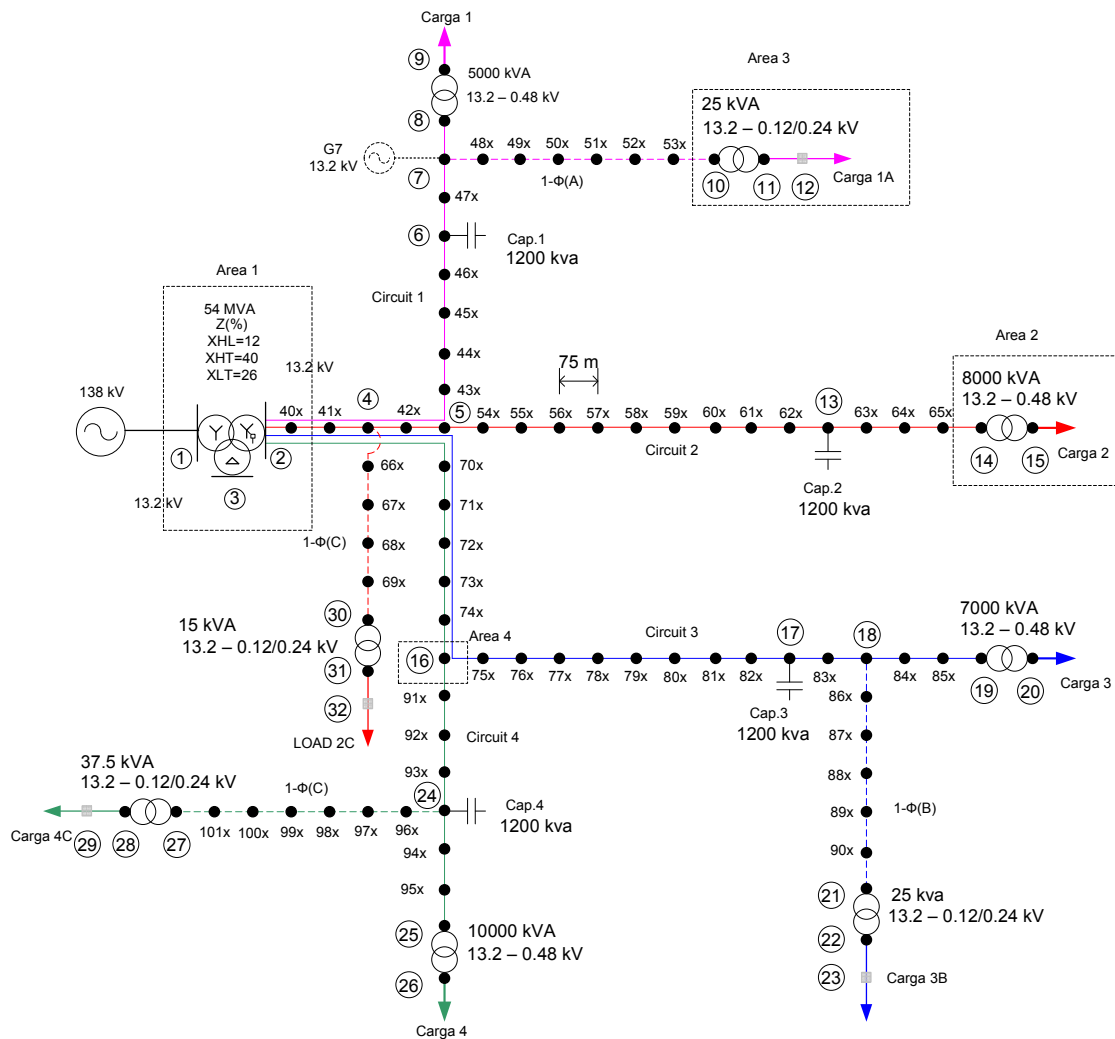 Carga 1
9
5000 kVA
13.2 – 0.48 kV
8
Area 3
25 kVA
13.2 – 0.12/0.24 kV
G7
13.2 kV
48x
49x
50x
51x
52x
53x
7
1-Φ(A)
10
11
12
Carga 1A
47x
6
Cap.1
1200 kva
46x
Area 1
54 MVA
Z(%)
XHL=12
XHT=40
XLT=26
Circuit 1
45x
44x
13.2 kV
43x
75 m
Area 2
8000 kVA
13.2 – 0.48 kV
138 kV
40x
41x
4
42x
5
54x
55x
56x
57x
58x
59x
60x
61x
62x
13
63x
64x
65x
1
2
3
13.2 kV
Circuit 2
14
15
Carga 2
Cap.2
1200 kva
66x
67x
1-Φ(C)
68x
69x
70x
71x
72x
73x
74x
30
15 kVA
13.2 – 0.12/0.24 kV
31
32
LOAD 2C
Area 4
16
Circuit 3
17
18
7000 kVA
13.2 – 0.48 kV
75x
76x
77x
78x
79x
80x
81x
82x
83x
84x
85x
19
20
Carga 3
Cap.3
1200 kva
86x
87x
88x
89x
1-Φ(B)
90x
91x
92x
Circuit 4
93x
37.5 kVA
13.2 – 0.12/0.24 kV
1-Φ(C)
24
Cap.4
1200 kva
Carga 4C
29
28
27
101x
100x
99x
98x
97x
96x
94x
95x
21
25 kva
13.2 – 0.12/0.24 kV
22
23
Carga 3B
25
10000 kVA
13.2 – 0.48 kV
26
Carga 4